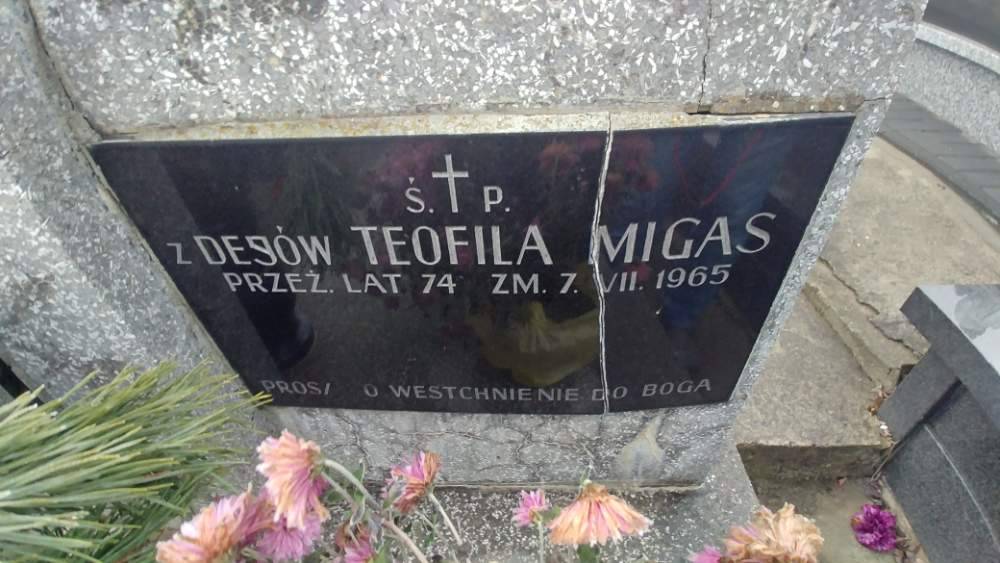 Ś. P.
Z DESÓW TEOFILA MIGAS
PRZEŻ. LAT 74 ZM. 7. VII. 1965
PROSI O WESTCHNIENIE DO BOGA